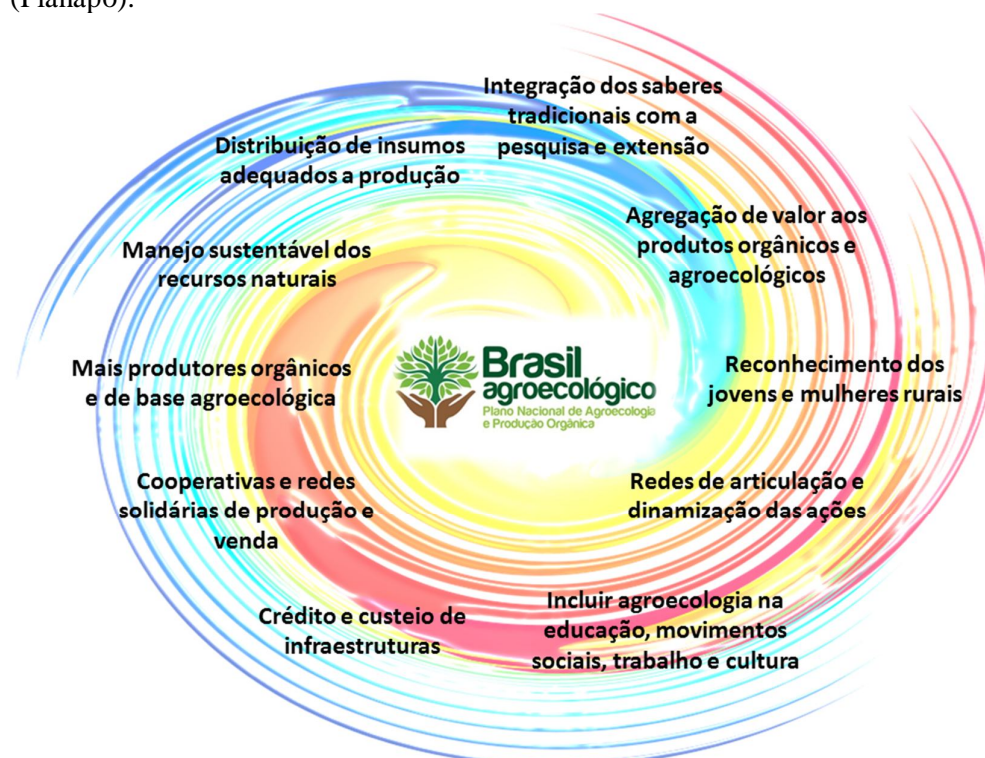 (Planapo).
Integração dos saberes
tradicionais com a
pesquisa e extensão
Distribuição de insumos
adequados a produção
Agregação de valor aos
produtos orgânicos e
agroecológicos
Manejo sustentável dos
recursos naturais
Mais produtores orgânicos
e de base agroecológica
Brasil
agroecológico
Plano Nacional de Agroecologia
e Produção Orgânica
Reconhecimento dos
jovens e mulheres rurais
Cooperativas e redes
solidárias de produção e
venda
Redes de articulação e
dinamização das ações
Crédito e custeio de
infraestruturas
Incluir agroecologia na
educação, movimentos
sociais, trabalho e cultura